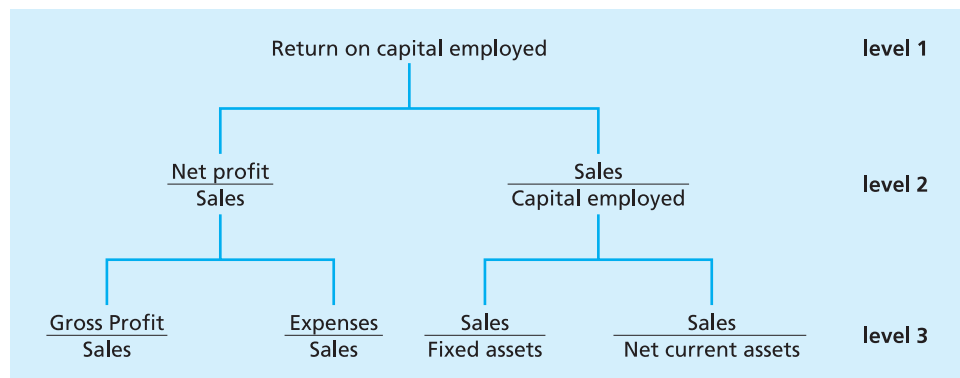 Return on capital employed level 1
Net profit Sales level 2
Sales Capital employed
Gross Profit Expenses Sales Sales level 3
Sales Sales Fixed assets Net current assets